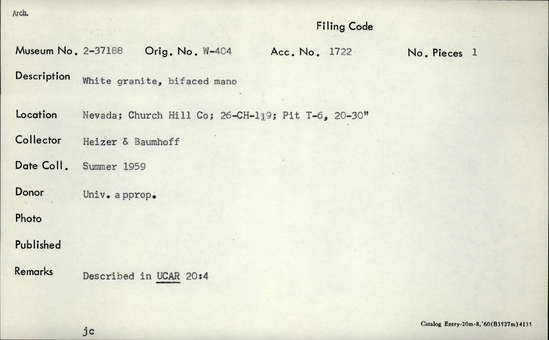 Arch.
Filing Code
Museum No. 2-37188 Orig. No. W-404 Acc. No. 1722 No. Pieces 1
Description White granite, bifaced mano
Location Nevada; Church Hill Co; 26-CH-119; Pit T-6, 20-30"
Collector Heizer & Baumhoff
Date Coll. Summer 1959
Donor Univ. approp.
Photo
Published
Remarks Described in UCAR 20:4
jc
Catalog Entry-20m-8,'60(B3927m)4135